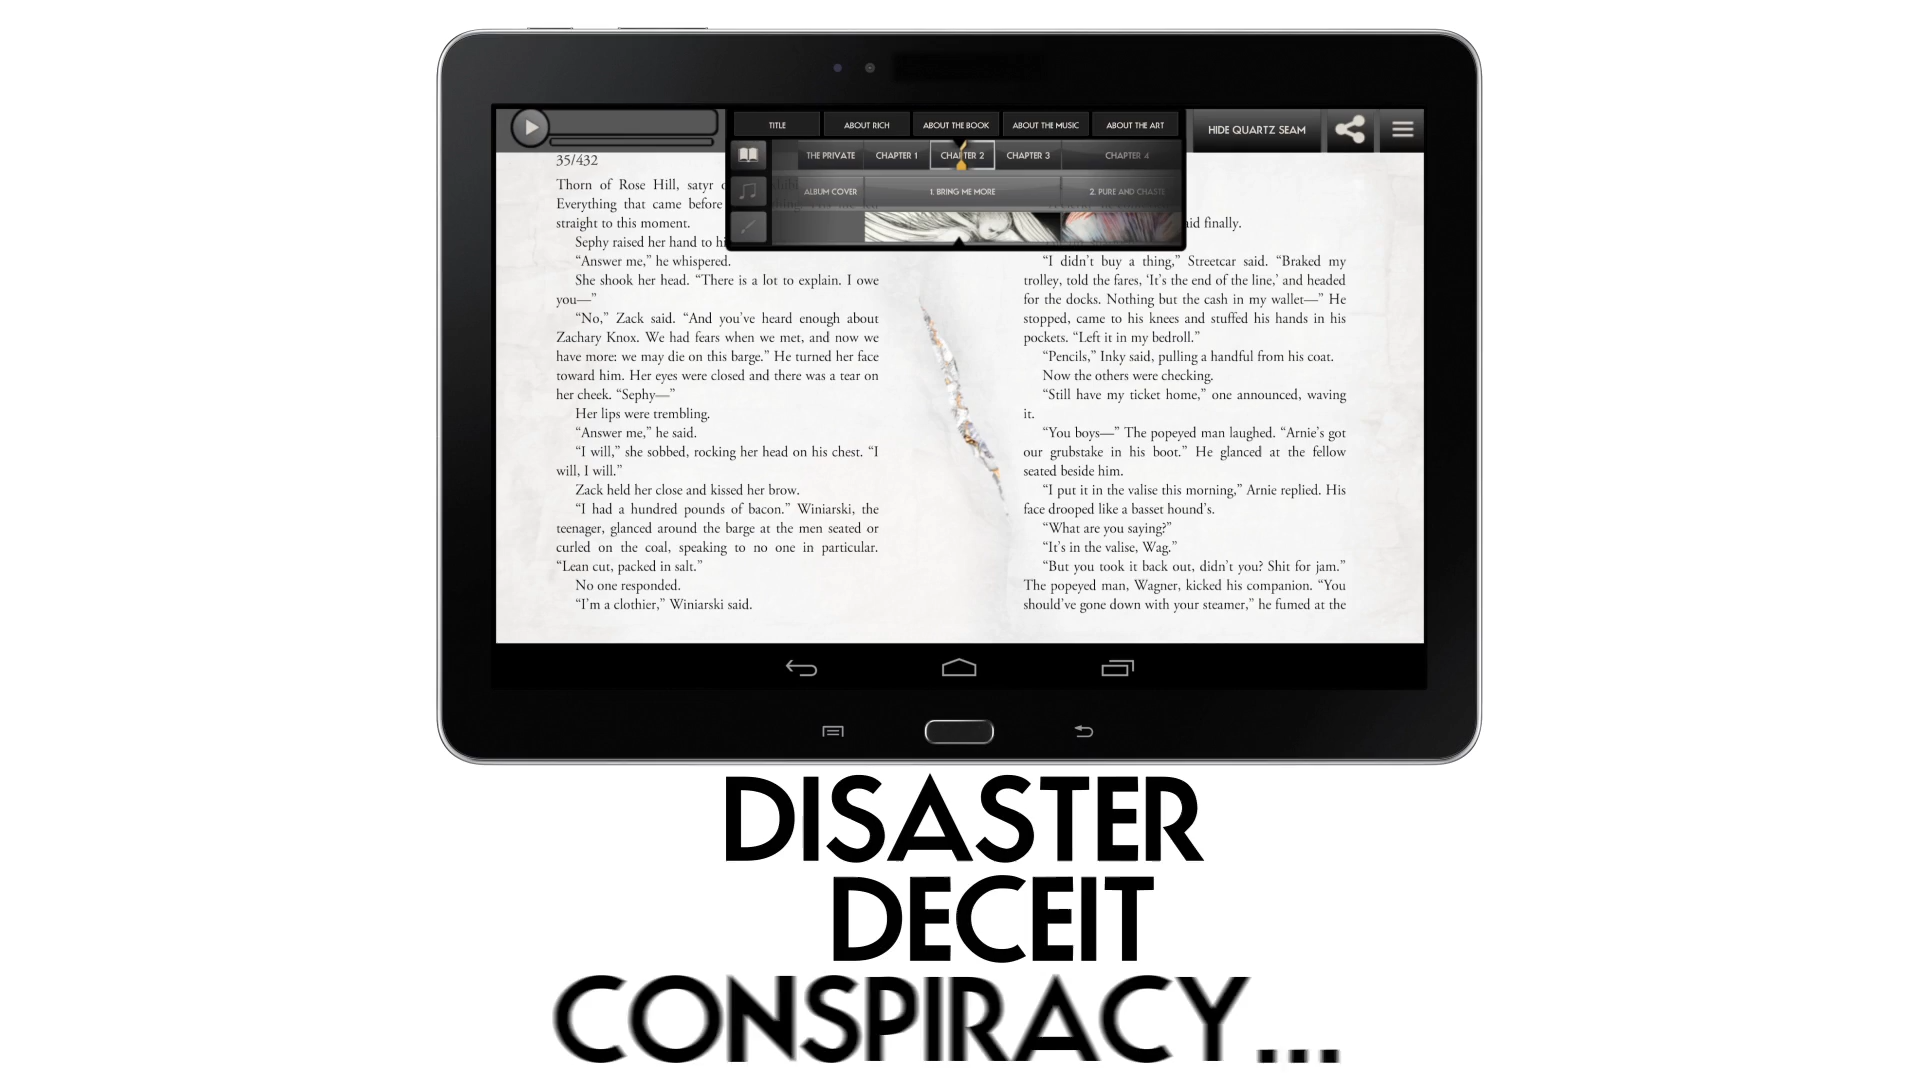 TITLE
ABOUT RICH
ABOUT THE BOOK
ABOUT THE MUSIC
ABOUT THE ART
HIDE QUARTZ SEAM
THE PRIVATE
CHAPTER 1
CHAPTER 2
CHAPTER 3
CHAPTER 4
ALBUM COVER
1. BRING ME MORE
2. PURE AND CHASTE
35/432
Thorn of Rose Hill, satyr
Everything that came before
straight to this moment.
Sephy raised her hand to
“Answer me,” he whispered.
She shook her head. “There is a lot to explain. I owe
you—”
“No,” Zack said. “And you’ve heard enough about
Zachary Knox. We had fears when we met, and now we
have more: we may die on this barge.” He turned her face
toward him. Her eyes were closed and there was a tear on
her cheek. “Sephy—”
Her lips were trembling.
“Answer me,” he said.
“I will,” she sobbed, rocking her head on his chest. “I
will, I will.”
Zack held her close and kissed her brow.
“I had a hundred pounds of bacon.” Winiarski, the
teenager, glanced around the barge at the men seated or
curled on the coal, speaking to no one in particular.
“Lean cut, packed in salt.”
No one responded.
“I’m a clothier,” Winiarski said.
finally.
“I didn’t buy a thing,” Streetcar said. “Braked my
trolley, told the fares, ‘It’s the end of the line,’ and headed
for the docks. Nothing but the cash in my wallet—” He
stopped, came to his knees and stuffed his hands in his
pockets. “Left it in my bedroll.”
“Pencils,” Inky said, pulling a handful from his coat.
Now the others were checking.
“Still have my ticket home,” one announced, waving
it.
“You boys—” The popeyed man laughed. “Arnie’s got
our grubstake in his boot.” He glanced at the fellow
seated beside him.
“I put it in the valise this morning,” Arnie replied. His
face drooped like a basset hound’s.
“What are you saying?”
“It’s in the valise, Wag.”
“But you took it back out, didn’t you? Shit for jam.”
The popeyed man, Wagner, kicked his companion. “You
should’ve gone down with your steamer,” he fumed at the
DISASTER
DECEIT
CONSPIRACY...